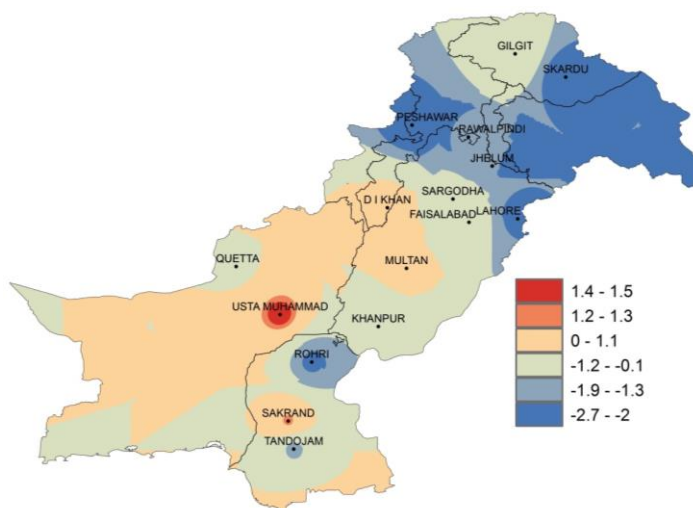 GILGIT
SKARDU
PESHAWAR
RAWALPINDI
JHELUM
SARGODHA
D I KHAN
FAISALABAD
LAHORE
QUETTA
MULTAN
USTA MUHAMMAD
KHANPUR
ROHRI
SAKRAND
TANDOJAM
1.4 - 1.5
1.2 - 1.3
0 - 1.1
-1.2 - -0.1
-1.9 - -1.3
-2.7 - -2